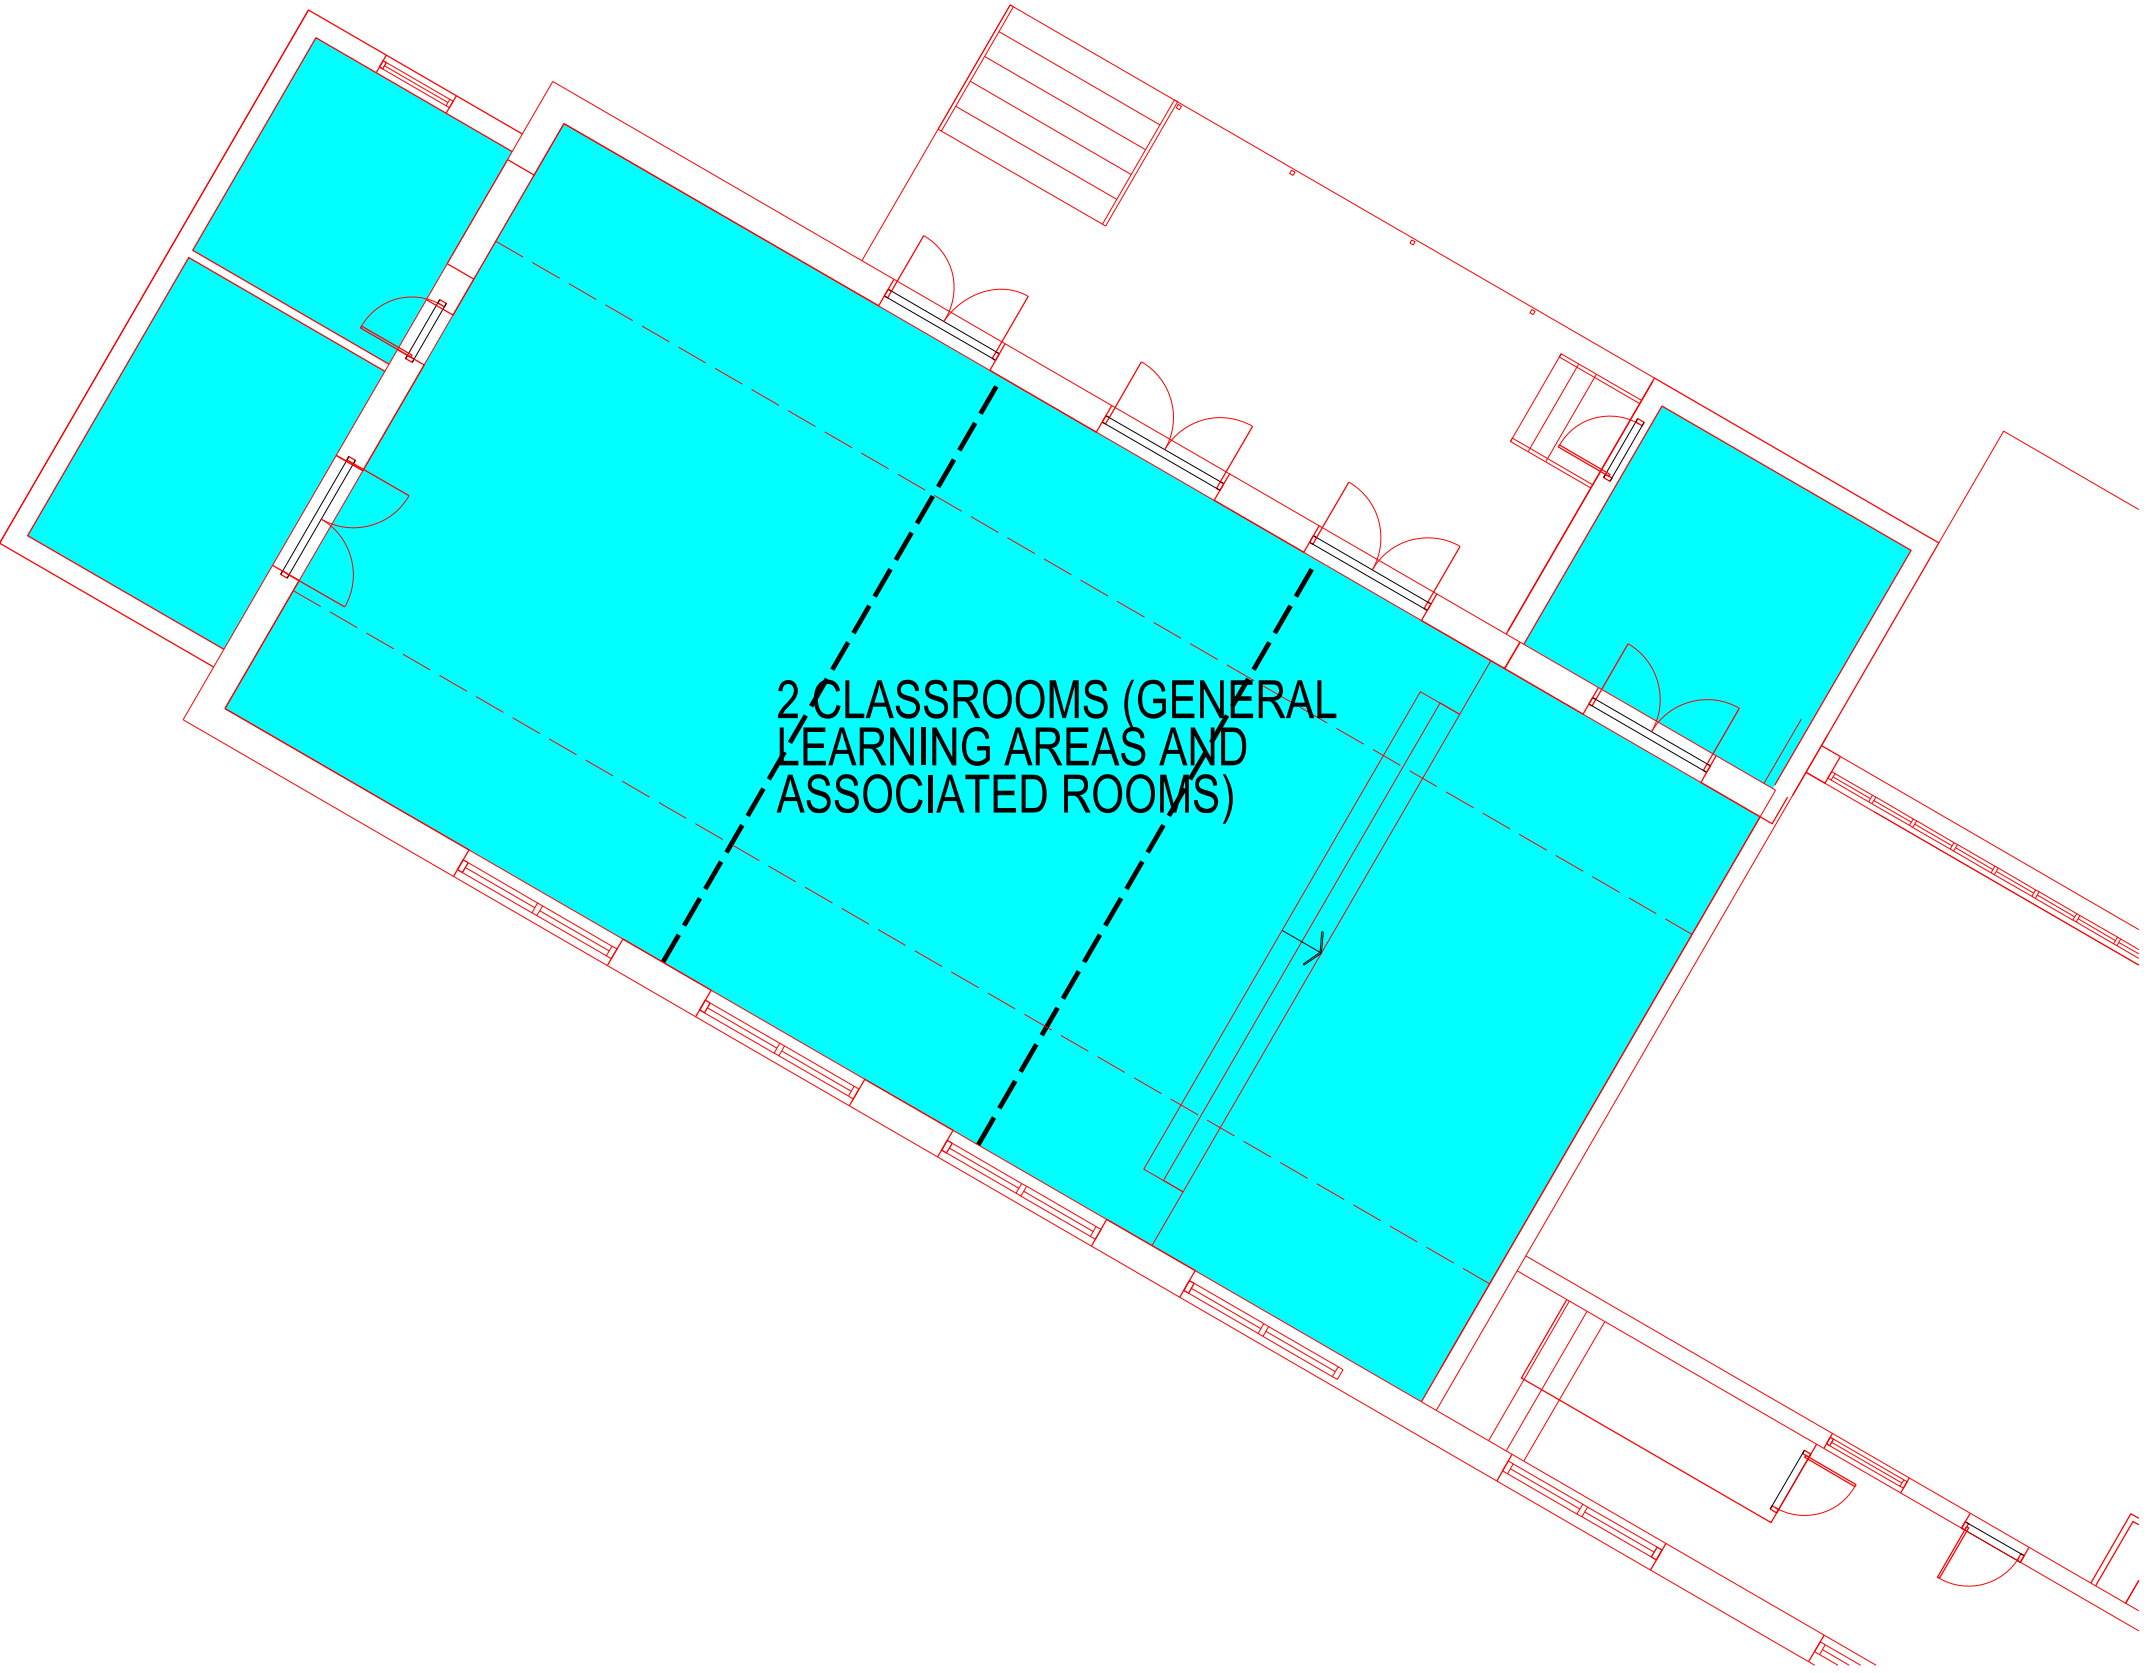 2 CLASSROOMS (GENERAL
LEARNING AREAS AND
ASSOCIATED ROOMS)